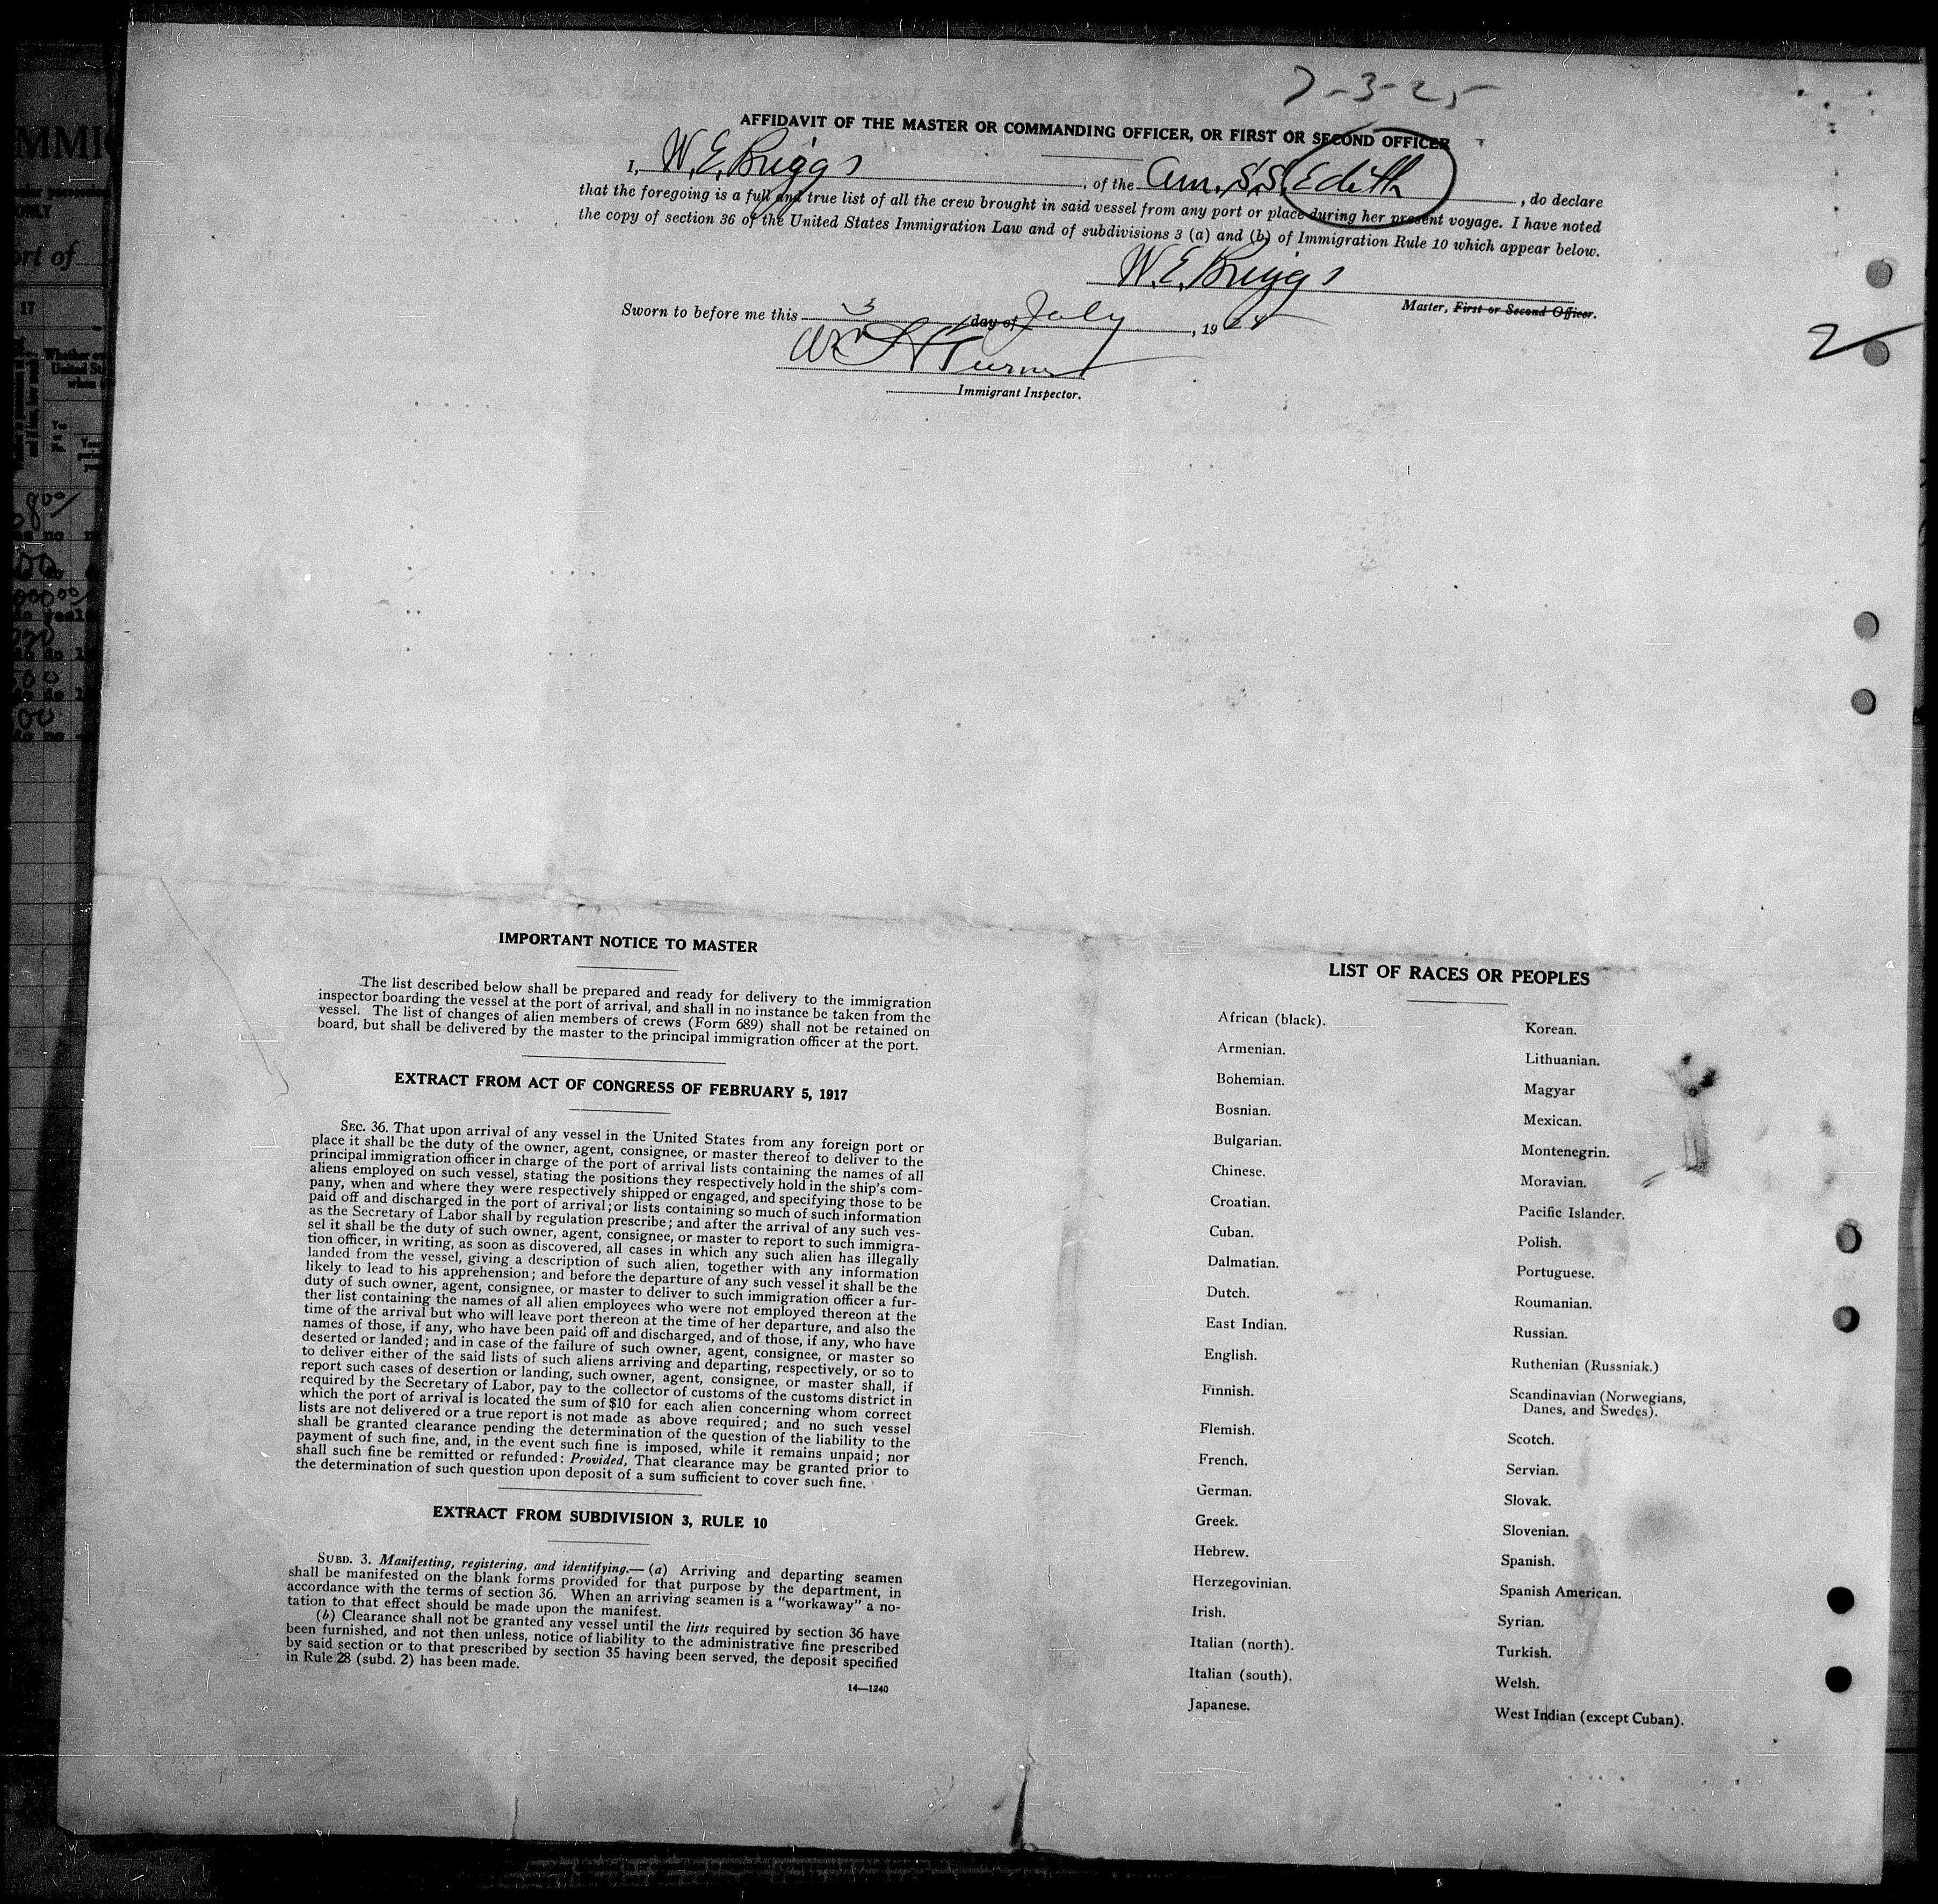 7-3-25
AFFIDAVIT OF THE MASTER OR COMMANDING OFFICER, OR FIRST OR SECOND OFFICER
I, W.E. Briggs, of the Am. S.S. Edith, do declare
that the foregoing is a full and true list of all the crew brought in said vessel from any port or place during her present voyage. I have noted
the copy of section 36 of the United States Immigration Law and of subdivisions 3 (a) and (b) of Immigration Rule 10 which appear below.
W.E. Briggs
Master, First or Second Officer.
Sworn to before me this 3 day of July, 19
2
Turner
Immigrant Inspector.
IMPORTANT NOTICE TO MASTER
The list described below shall be prepared and ready for delivery to the immigration
inspector boarding the vessel at the port of arrival, and shall in no instance be taken from the
vessel. The list of changes of alien members of crews (Form 689) shall not be retained on
board, but shall be delivered by the master to the principal immigration officer at the port.
EXTRACT FROM ACT OF CONGRESS OF FEBRUARY 5, 1917
SEC. 36. That upon arrival of any vessel in the United States from any foreign port or
place it shall be the duty of the owner, agent, consignee, or master thereof to deliver to the
principal immigration officer in charge of the port of arrival lists containing the names of all
aliens employed on such vessel, stating the positions they respectively hold in the ship's com-
pany, when and where they were respectively shipped or engaged, and specifying those to be
paid off and discharged in the port of arrival; or lists containing so much of such information
as the Secretary of Labor shall by regulation prescribe; and after the arrival of any such ves-
sel it shall be the duty of such owner, agent, consignee, or master to report to such immigra-
tion officer, in writing, as soon as discovered, all cases in which any such alien has illegally
landed from the vessel, giving a description of such alien, together with any information
likely to lead to his apprehension; and before the departure of any such vessel it shall be the
duty of such owner, agent, consignee, or master to deliver to such immigration officer a fur-
ther list containing the names of all alien employees who were not employed thereon at the
time of the arrival but who will leave port thereon at the time of her departure, and also the
names of those, if any, who have been paid off and discharged, and of those, if any, who have
deserted or landed; and in case of the failure of such owner, agent, consignee, or master so
to deliver either of the said lists of such aliens arriving and departing, respectively, or so to
report such cases of desertion or landing, such owner, agent, consignee, or master shall, if
required by the Secretary of Labor, pay to the collector of customs of the customs district in
which the port of arrival is located the sum of $10 for each alien concerning whom correct
lists are not delivered or a true report is not made as above required; and no such vessel
shall be granted clearance pending the determination of the question of the liability to the
payment of such fine, and, in the event such fine is imposed, while it remains unpaid; nor
shall such fine be remitted or refunded: Provided, That clearance may be granted prior to
the determination of such question upon deposit of a sum sufficient to cover such fine.
EXTRACT FROM SUBDIVISION 3, RULE 10
SUBD. 3. Manifesting, registering, and identifying.—(a) Arriving and departing seamen
shall be manifested on the blank forms provided for that purpose by the department, in
accordance with the terms of section 36. When an arriving seamen is a "workaway" a no-
tation to that effect should be made upon the manifest.
(b) Clearance shall not be granted any vessel until the lists required by section 36 have
been furnished, and not then unless, notice of liability to the administrative fine prescribed
by said section or to that prescribed by section 35 having been served, the deposit specified
in Rule 28 (subd. 2) has been made.
14—1240
LIST OF RACES OR PEOPLES
African (black).
Armenian.
Bohemian.
Bosnian.
Bulgarian.
Chinese.
Croatian.
Cuban.
Dalmatian.
Dutch.
East Indian.
English.
Finnish.
Flemish.
French.
German.
Greek.
Hebrew.
Herzegovinian.
Irish.
Italian (north).
Italian (south).
Japanese.
Korean.
Lithuanian.
Magyar
Mexican.
Montenegrin.
Moravian.
Pacific Islander.
Polish.
Portuguese.
Roumanian.
Russian.
Ruthenian (Russniak.)
Scandinavian (Norwegians,
Danes, and Swedes).
Scotch.
Servian.
Slovak.
Slovenian.
Spanish.
Spanish American.
Syrian.
Turkish.
Welsh.
West Indian (except Cuban).